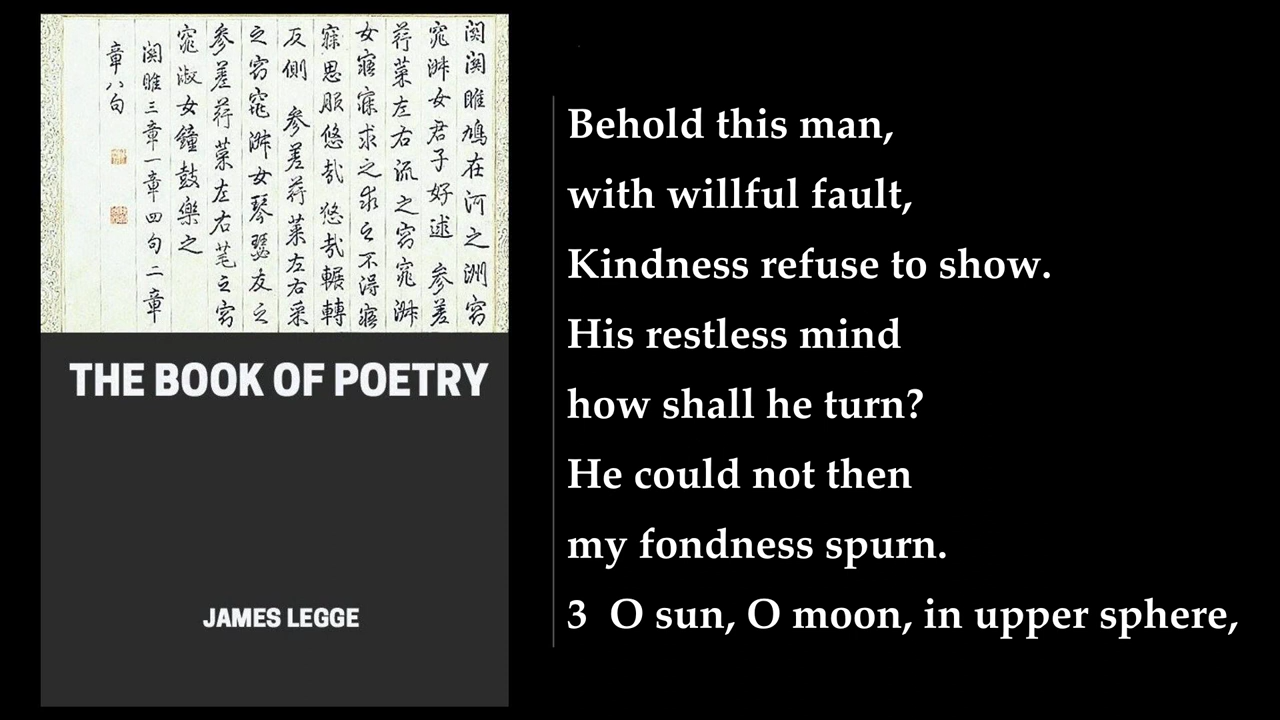 関関雎鳩在河之洲窈
窕淑女君子好逑 參差
荇菜左右流之窈窕淑
女寤寐求之求之不得寤
寐思服悠哉悠哉輾轉
反側 參差荇菜左右采
之窈窕淑女琴瑟友之
參差荇菜左右芼之窈
窕淑女鐘鼓樂之
関雎三章一章四句二章
章八句
THE BOOK OF POETRY
JAMES LEGGE
Behold this man,
with willful fault,
Kindness refuse to show.
His restless mind
how shall he turn?
He could not then
my fondness spurn.
3 O sun, O moon, in upper sphere,